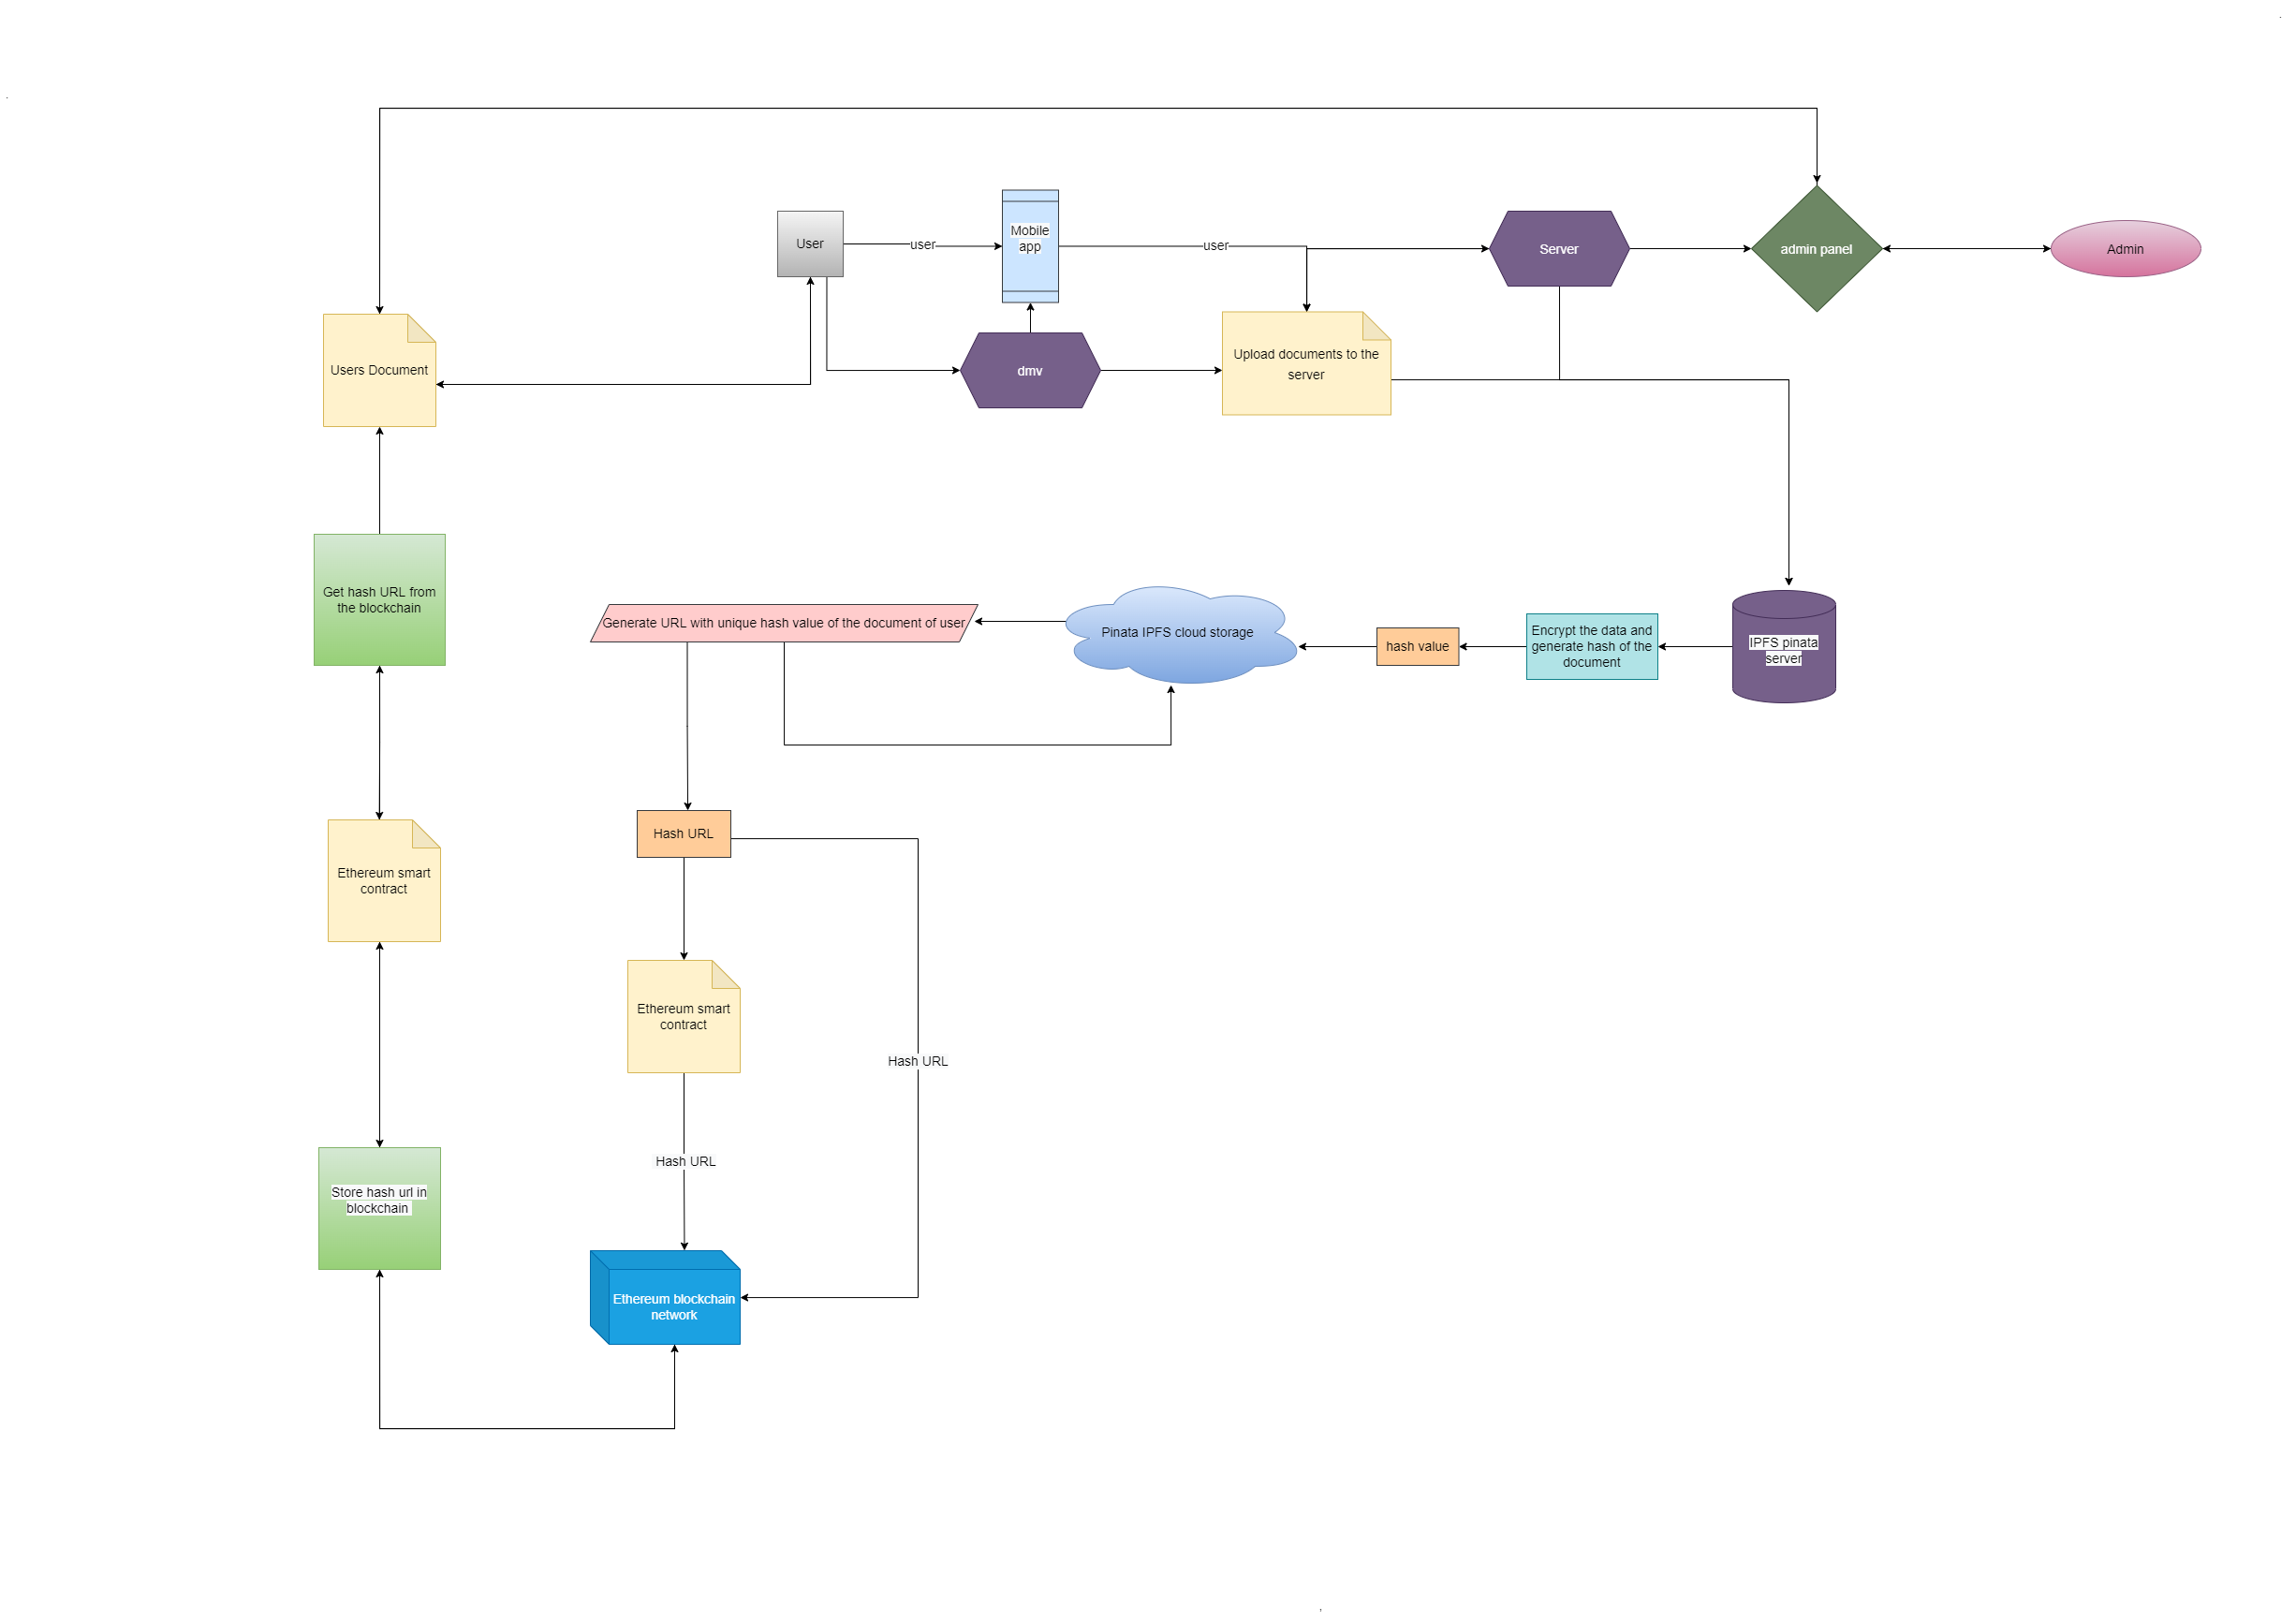 User
user
Mobile
app
user
Server
admin panel
Admin
Users Document
dmv
Upload documents to the
server
Get hash URL from
the blockchain
Generate URL with unique hash value of the document of user
Pinata IPFS cloud storage
hash value
Encrypt the data and
generate hash of the
document
IPFS pinata
server
Hash URL
Ethereum smart
contract
Ethereum smart
contract
Hash URL
Hash URL
Store hash url in
blockchain
Ethereum blockchain
network